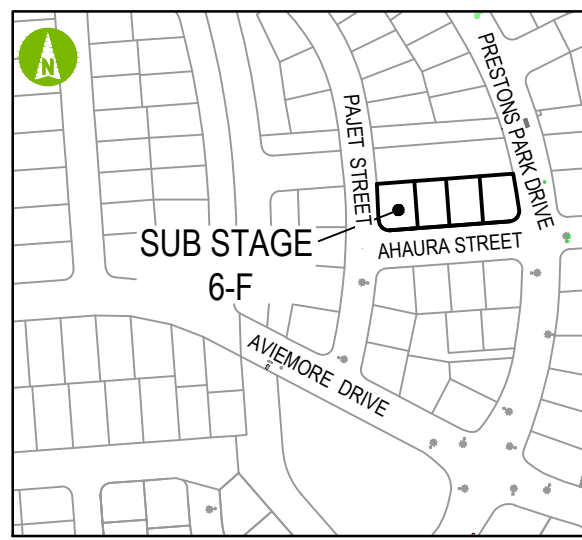 N
PRESTONS PARK DRIVE
PAJET STREET
SUB STAGE
6-F
AHAURA STREET
AVIEMORE DRIVE